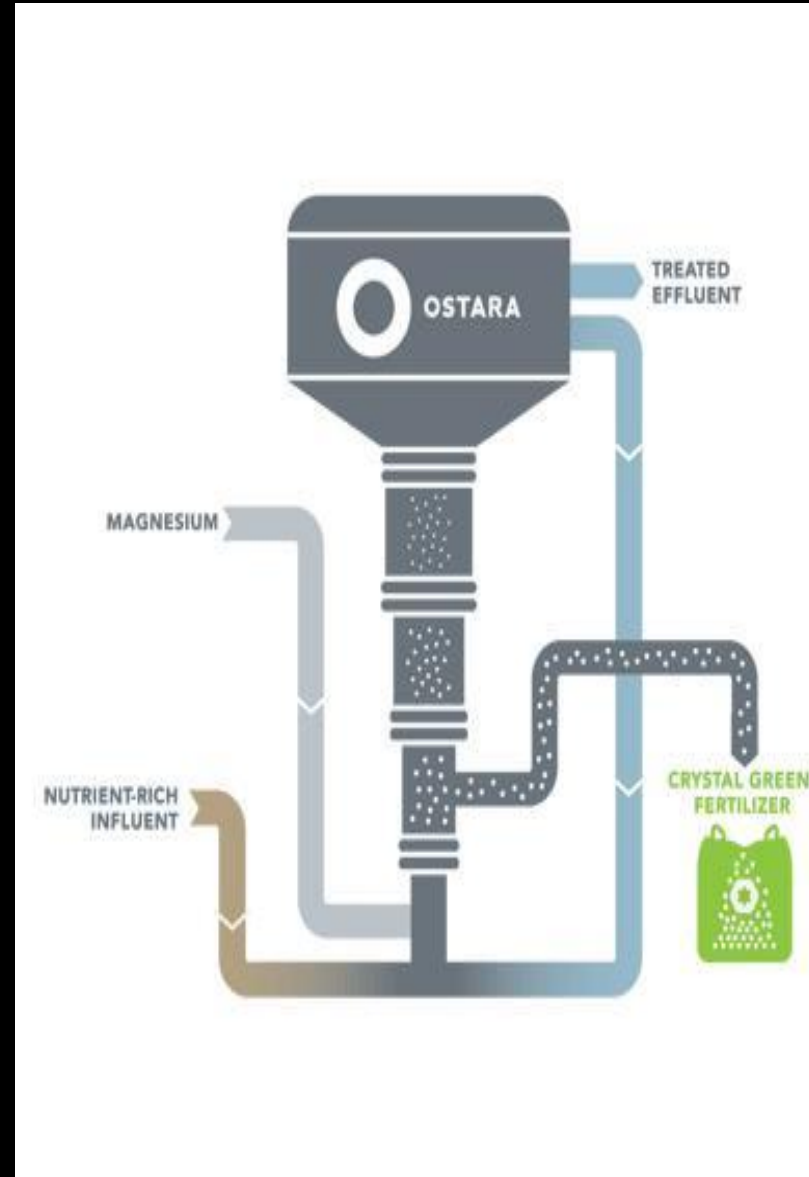 OSTARA
TREATED
EFFLUENT
MAGNESIUM
NUTRIENT-RICH
INFLUENT
CRYSTAL GREEN
FERTILIZER